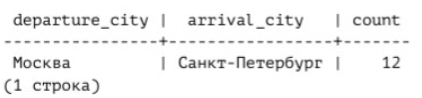 departure_city |  arrival_city   | count
----------------+-----------------+-------
 Москва         | Санкт-Петербург |    12
(1 строка)